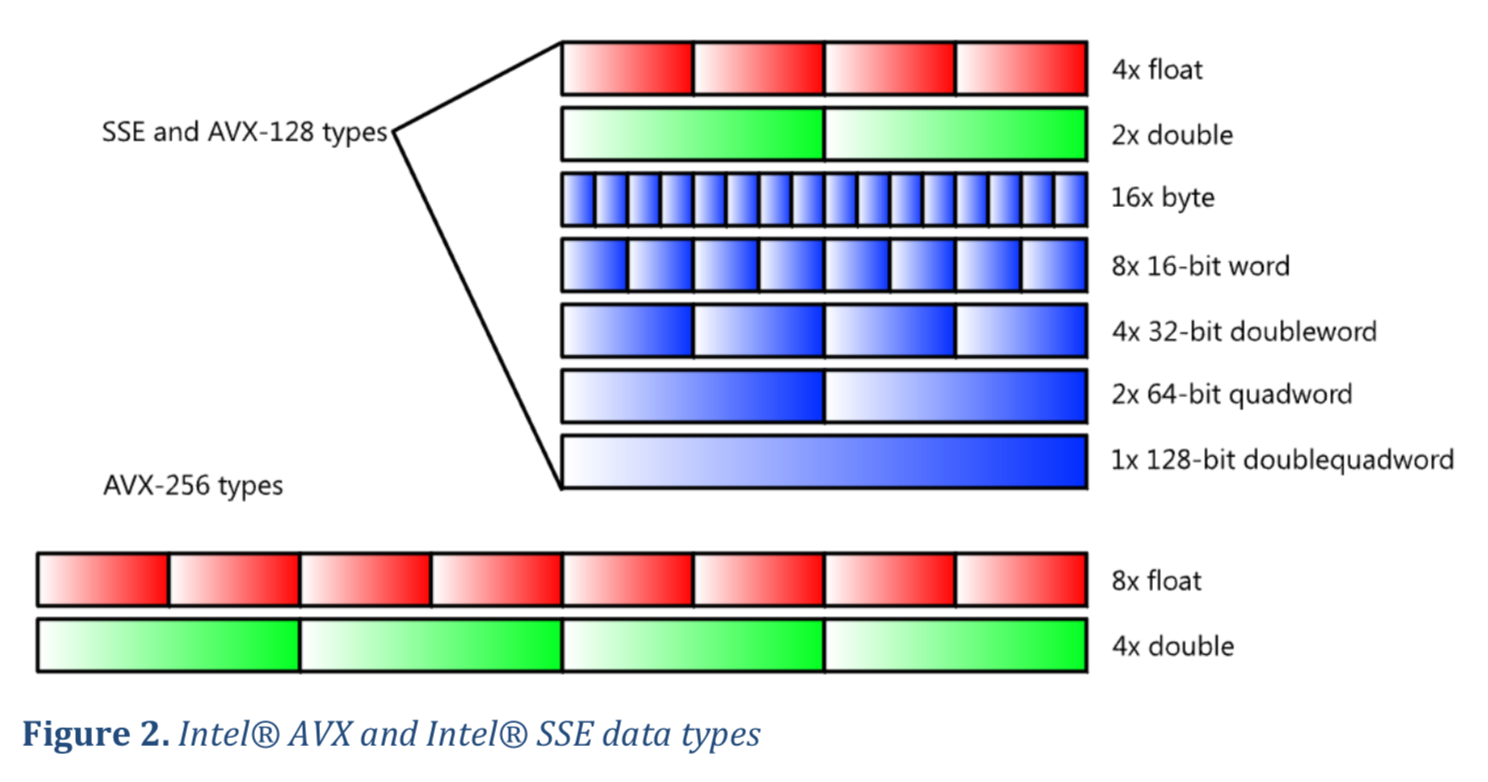 4x float
SSE and AVX-128 types
2x double
16x byte
8x 16-bit word
4x 32-bit doubleword
2x 64-bit quadword
1x 128-bit doublequadword
AVX-256 types
8x float
4x double
Figure 2. Intel® AVX and Intel® SSE data types